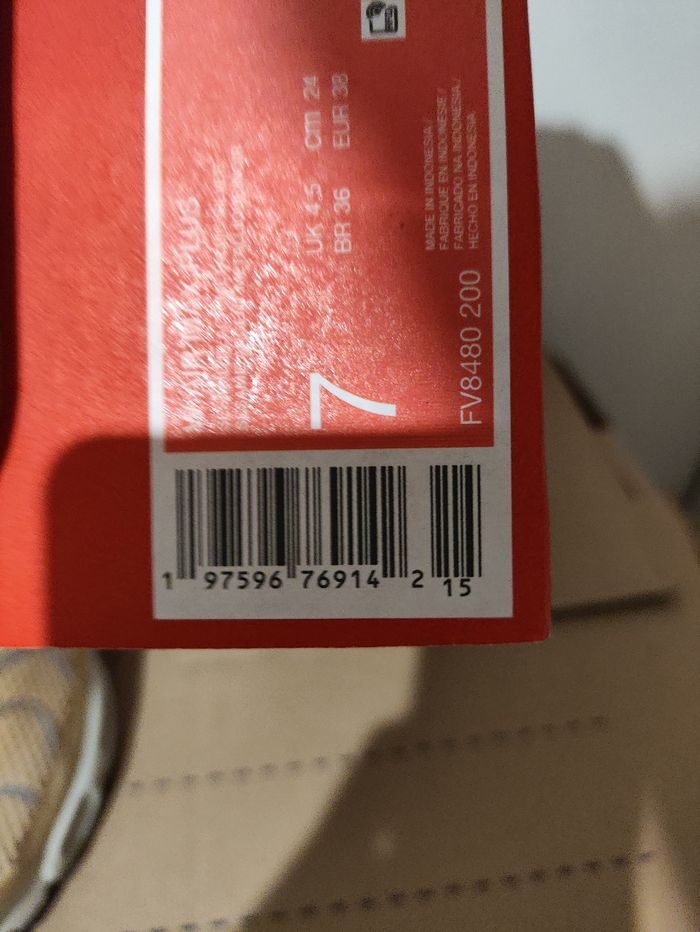 UK 4.5 cm 24
BR 36 EUR 38
7
MADE IN INDONESIA /
FABRIQUE EN INDONESIE /
FABRICADO NA INDONESIA /
HECHO EN INDONESIA
FV8480 200
1 97596 76914 2 15